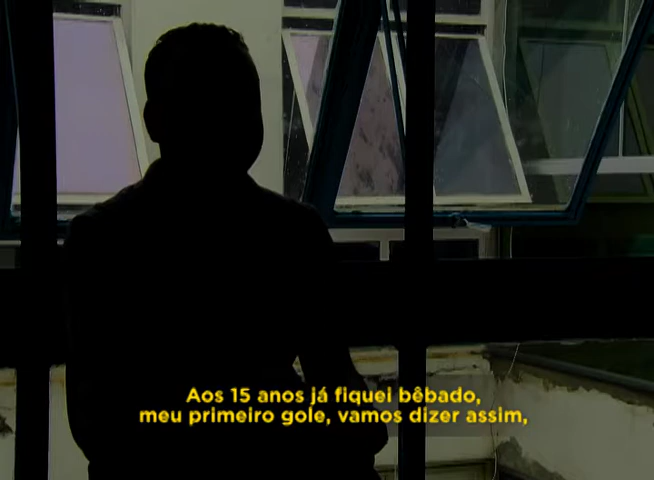 Aos 15 anos já fiquei bêbado,
meu primeiro gole, vamos dizer assim,